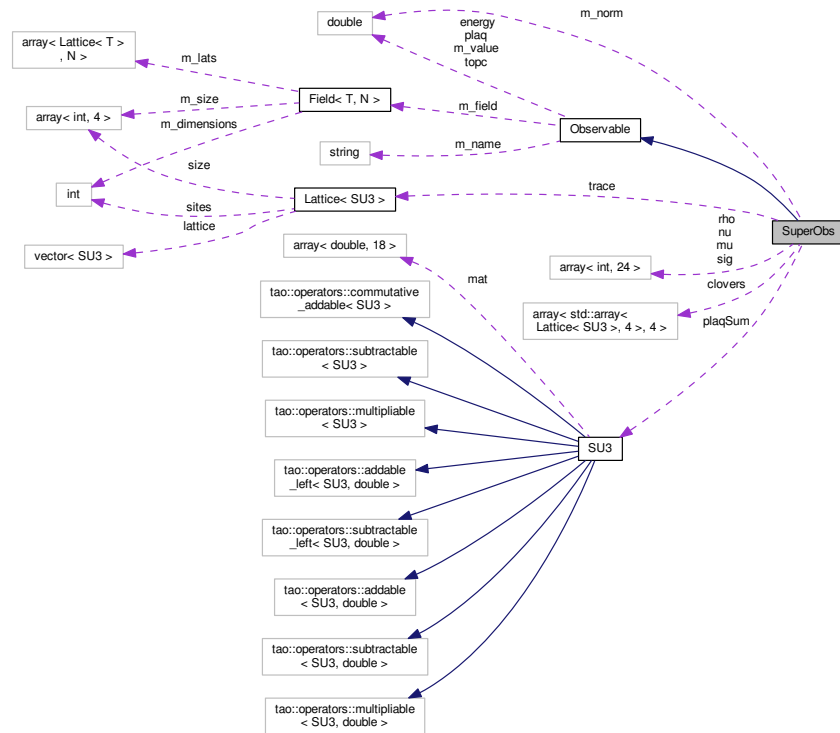 m_norm
energy
plaq
m_value
topc
double
array< Lattice< T >
, N >
m_lats
m_size
Field< T, N >
m_field
array< int, 4 >
m_dimensions
Observable
string
m_name
size
int
sites
lattice
Lattice< SU3 >
trace
vector< SU3 >
SuperObs
rho
nu
mu
sig
array< double, 18 >
array< int, 24 >
mat
clovers
tao::operators::commutative
_addable< SU3 >
array< std::array<
Lattice< SU3 >, 4 >, 4 >
plaqSum
tao::operators::subtractable
< SU3 >
tao::operators::multipliable
< SU3 >
SU3
tao::operators::addable
_left< SU3, double >
tao::operators::subtractable
_left< SU3, double >
tao::operators::addable
< SU3, double >
tao::operators::subtractable
< SU3, double >
tao::operators::multipliable
< SU3, double >